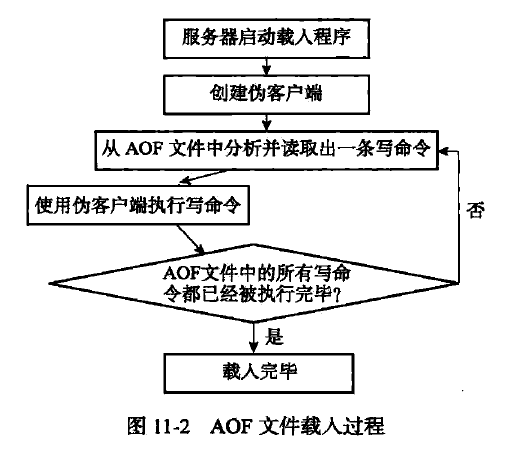 服务器启动载入程序
创建伪客户端
从 AOF 文件中分析并读取出一条写命令
使用伪客户端执行写命令
否
AOF文件中的所有写命
令都已经被执行完毕?
是
载入完毕
图 11-2 AOF 文件载入过程